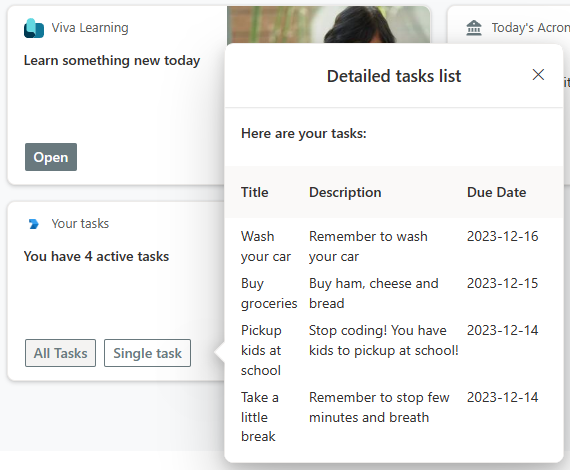 Viva Learning
Learn something new today
Open
Today's Acron
Your tasks
You have 4 active tasks
All Tasks
Single task
Detailed tasks list
Here are your tasks:
Title Description Due Date
Wash your car Remember to wash your car 2023-12-16
Buy groceries Buy ham, cheese and bread 2023-12-15
Pickup kids at school Stop coding! You have kids to pickup at school! 2023-12-14
Take a little break Remember to stop few minutes and breath 2023-12-14